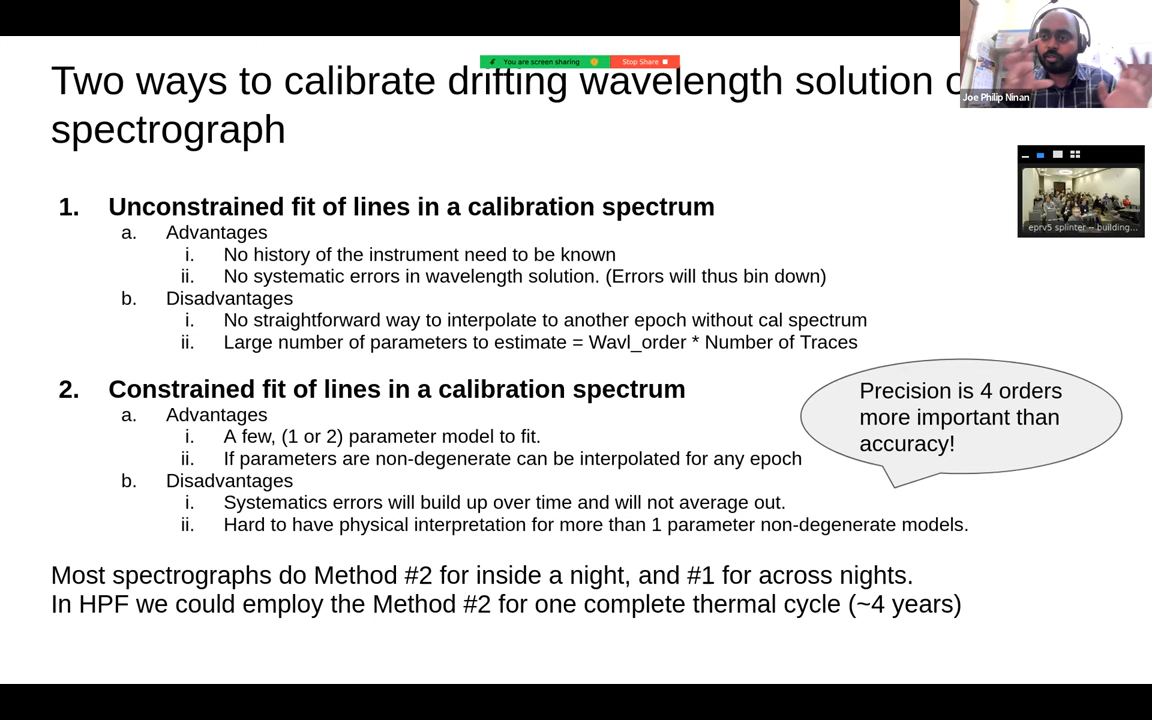 You are screen sharing Stop Share
Two ways to calibrate drifting wavelength solution
spectrograph
Joe Philip Ninan
eprv5 splinter -- building...
1. Unconstrained fit of lines in a calibration spectrum
a. Advantages
i. No history of the instrument need to be known
ii. No systematic errors in wavelength solution. (Errors will thus bin down)
b. Disadvantages
i. No straightforward way to interpolate to another epoch without cal spectrum
ii. Large number of parameters to estimate = Wavl_order * Number of Traces
2. Constrained fit of lines in a calibration spectrum
a. Advantages
i. A few, (1 or 2) parameter model to fit.
ii. If parameters are non-degenerate can be interpolated for any epoch
b. Disadvantages
i. Systematics errors will build up over time and will not average out.
ii. Hard to have physical interpretation for more than 1 parameter non-degenerate models.
Precision is 4 orders
more important than
accuracy!
Most spectrographs do Method #2 for inside a night, and #1 for across nights.
In HPF we could employ the Method #2 for one complete thermal cycle (~4 years)